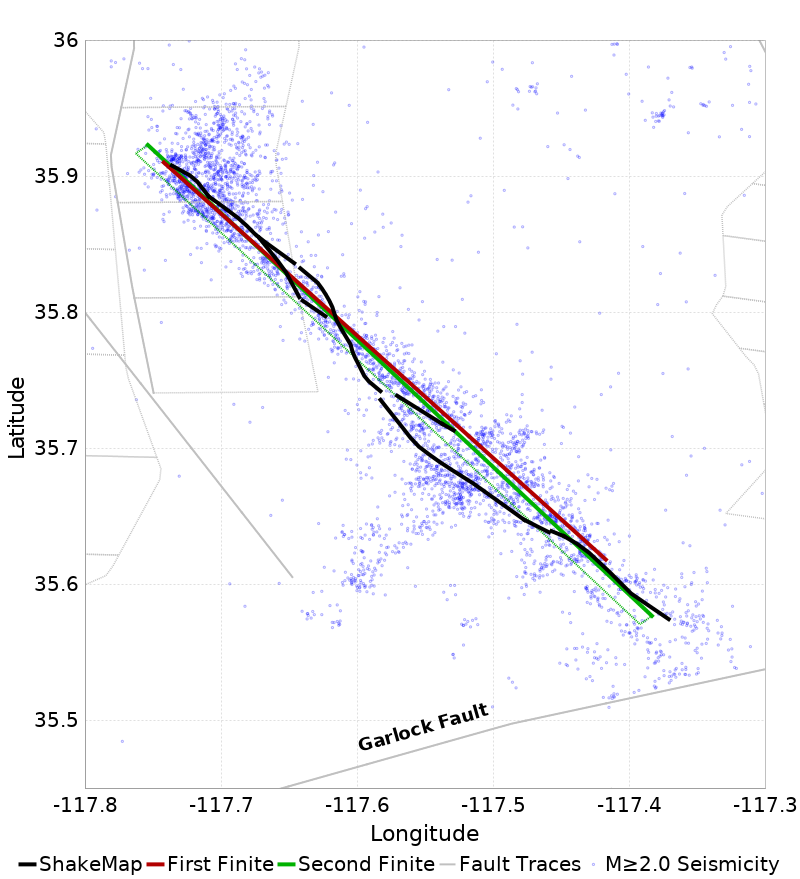 36
35.9
35.8
35.7
35.6
35.5
Latitude
Garlock Fault
-117.8 -117.7 -117.6 -117.5 -117.4 -117.3
Longitude
ShakeMap First Finite Second Finite Fault Traces M≥2.0 Seismicity